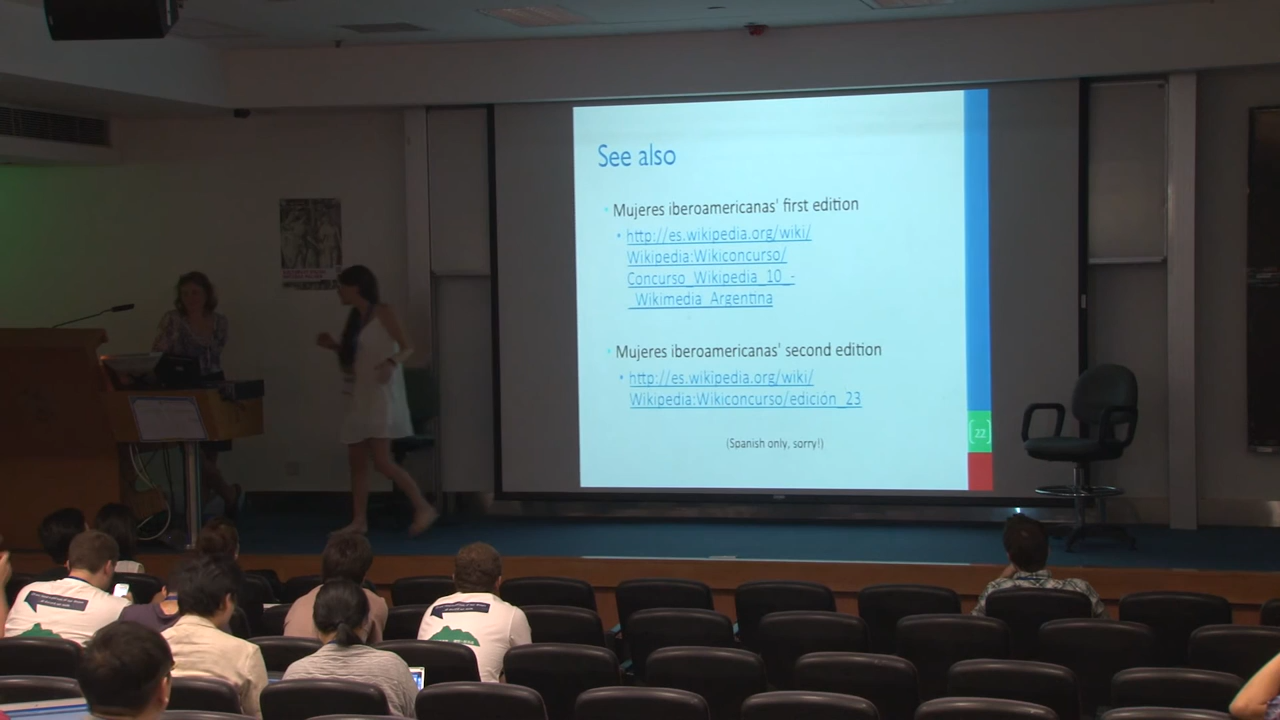 See also
Mujeres iberoamericanas' first edition
http://es.wikipedia.org/wiki/
Wikipedia:Wikiconcurso/
Concurso_Wikipedia_10_-
_Wikimedia_Argentina
Mujeres iberoamericanas' second edition
http://es.wikipedia.org/wiki/
Wikipedia:Wikiconcurso/edición_23
(Spanish only, sorry!)
[22]